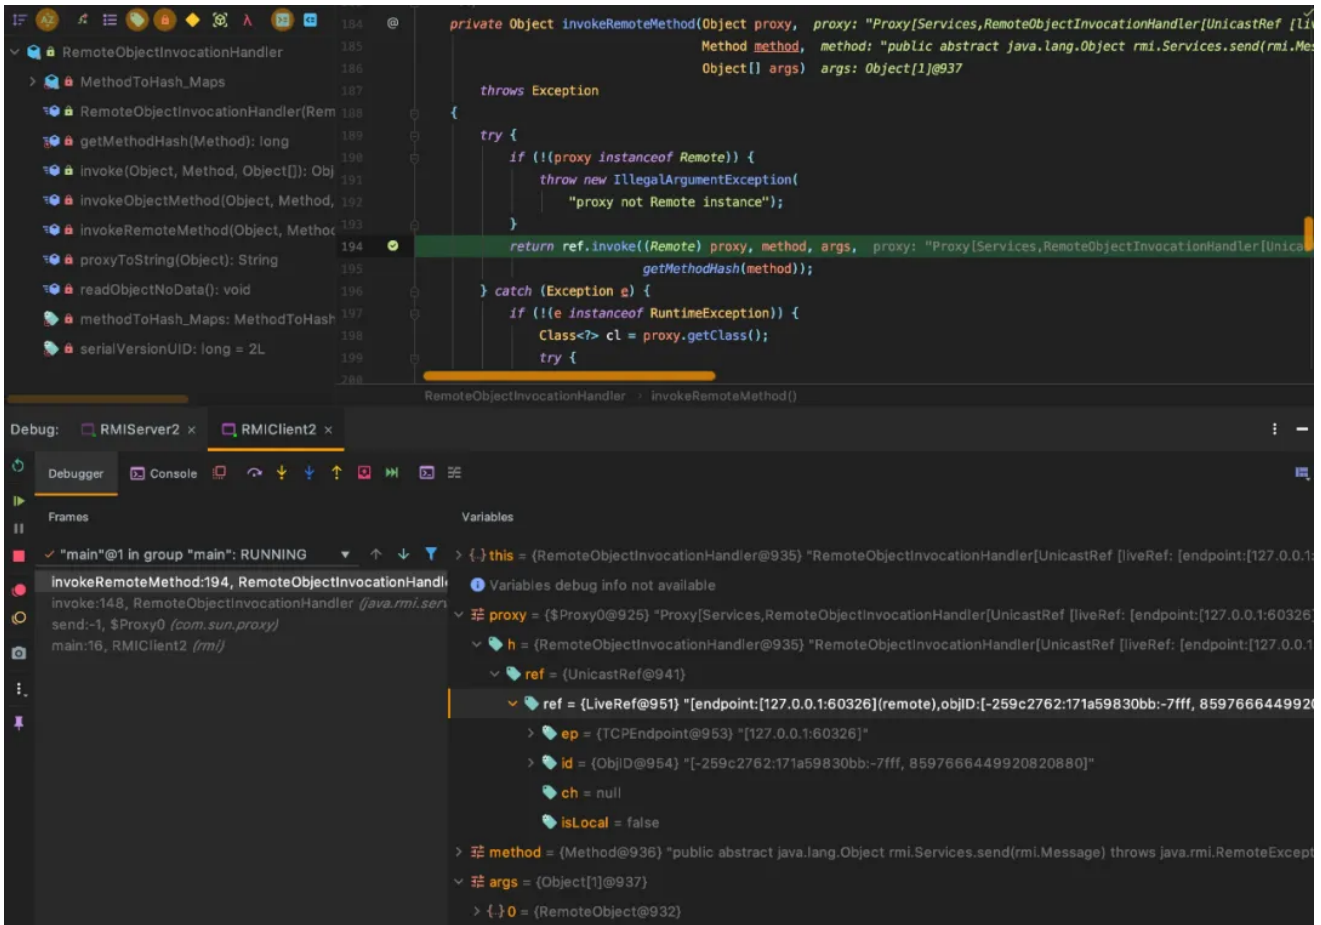 RemoteObjectInvocationHandler
MethodToHash_Maps
RemoteObjectInvocationHandler(Rem
getMethodHash(Method): long
invoke(Object, Method, Object[]): Obj
invokeObjectMethod(Object, Method,
invokeRemoteMethod(Object, Method
proxyToString(Object): String
readObjectNoData(): void
methodToHash_Maps: MethodToHash
serialVersionUID: long = 2L
184 @ private Object invokeRemoteMethod(Object proxy, proxy: "Proxy[Services,RemoteObjectInvocationHandler[UnicastRef [liv
185 Method method, method: "public abstract java.lang.Object rmi.Services.send(rmi.Mes
186 Object[] args) args: Object[1]@937
187 throws Exception
188 {
189 try {
190 if (!(proxy instanceof Remote)) {
191 throw new IllegalArgumentException(
192 "proxy not Remote instance");
193 }
194 return ref.invoke((Remote) proxy, method, args, proxy: "Proxy[Services,RemoteObjectInvocationHandler[Unica
195 getMethodHash(method));
196 } catch (Exception e) {
197 if (!(e instanceof RuntimeException)) {
198 Class<?> cl = proxy.getClass();
199 try {
200
RemoteObjectInvocationHandler › invokeRemoteMethod()
Debug: RMIServer2 × RMIClient2 ×
Debugger Console
Frames
"main"@1 in group "main": RUNNING
invokeRemoteMethod:194, RemoteObjectInvocationHandle
invoke:148, RemoteObjectInvocationHandler (java.rmi.serv
send:-1, $Proxy0 (com.sun.proxy)
main:16, RMIClient2 (rmi)
Variables
this = {RemoteObjectInvocationHandler@935} "RemoteObjectInvocationHandler[UnicastRef [liveRef: [endpoint:[127.0.0.1:
Variables debug info not available
proxy = {$Proxy0@925} "Proxy[Services,RemoteObjectInvocationHandler[UnicastRef [liveRef: [endpoint:[127.0.0.1:60326]
h = {RemoteObjectInvocationHandler@935} "RemoteObjectInvocationHandler[UnicastRef [liveRef: [endpoint:[127.0.0.1
ref = {UnicastRef@941}
ref = {LiveRef@951} "[endpoint:[127.0.0.1:60326](remote),objID:[-259c2762:171a59830bb:-7fff, 8597666449920
ep = {TCPEndpoint@953} "[127.0.0.1:60326]"
id = {ObjID@954} "[-259c2762:171a59830bb:-7fff, 8597666449920820880]"
ch = null
isLocal = false
method = {Method@936} "public abstract java.lang.Object rmi.Services.send(rmi.Message) throws java.rmi.RemoteExcept
args = {Object[1]@937}
0 = {RemoteObject@932}